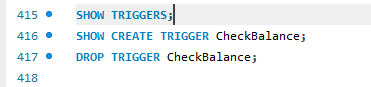 415 SHOW TRIGGERS;
416 SHOW CREATE TRIGGER CheckBalance;
417 DROP TRIGGER CheckBalance;
418